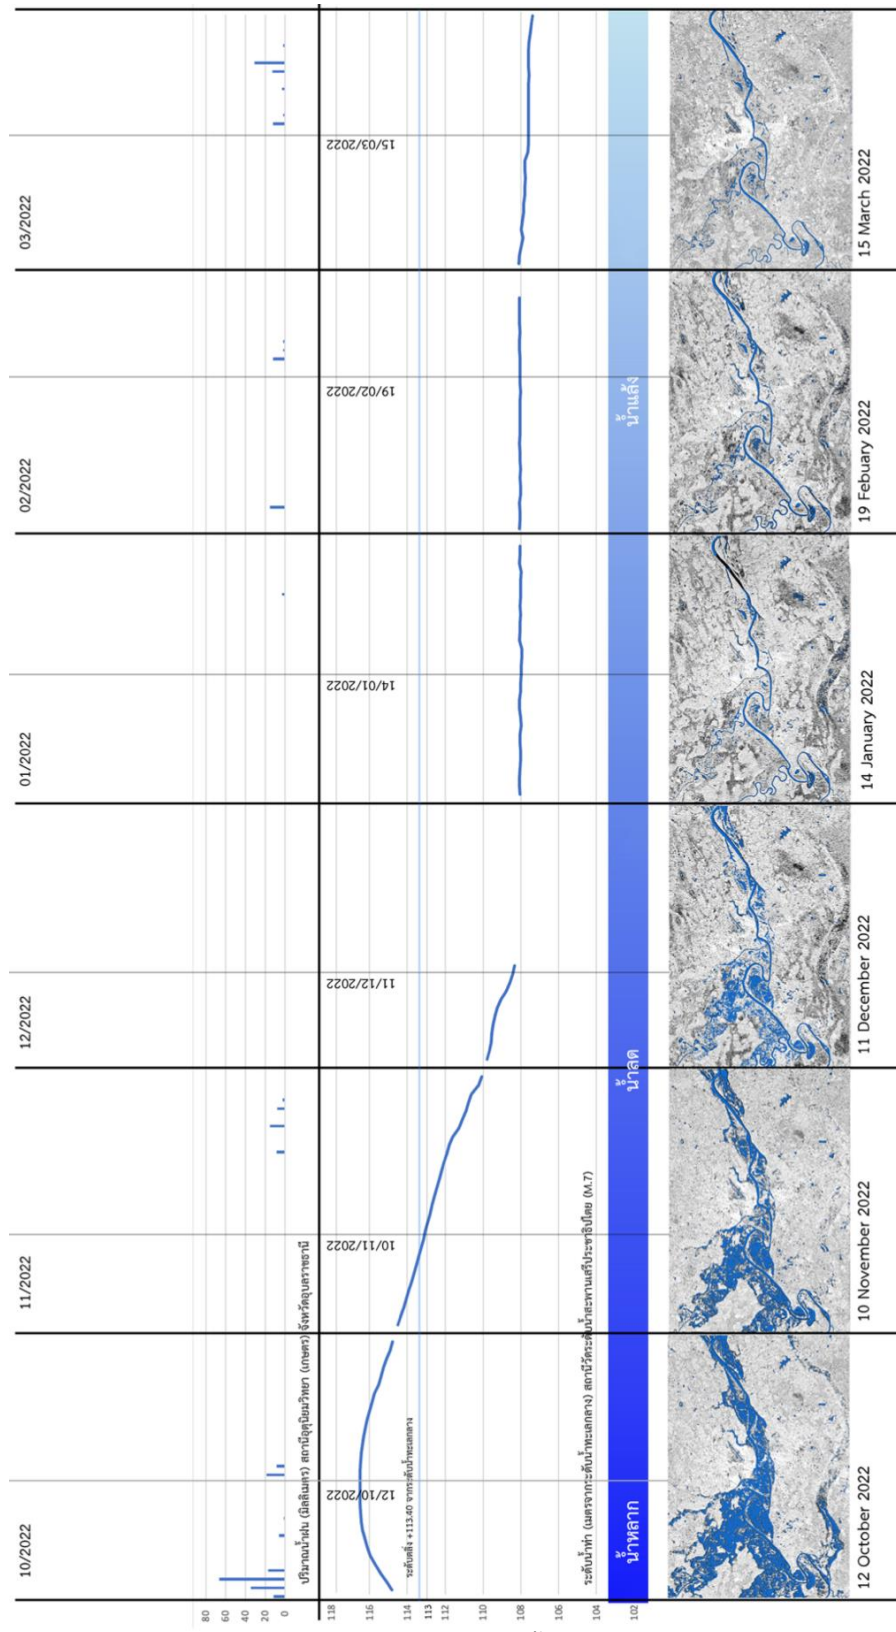 10/2022 11/2022 12/2022 01/2022 02/2022 03/2022
80
60
40
20
0
ปริมาณน้ำฝน (มิลลิเมตร) สถานีอุตุนิยมวิทยา (เกษตร) จังหวัดอุบลราชธานี
118
116
114
113
110
108
106
104
102
12/10/2022 10/11/2022 11/12/2022 14/01/2022 19/02/2022 15/03/2022
ระดับตลิ่ง +113.40 จากระดับน้ำทะเลกลาง
ระดับน้ำท่า (เมตรจากระดับน้ำทะเลกลาง) สถานีวัดระดับน้ำสะพานเสรีประชาธิปไตย (M.7)
น้ำหลาก น้ำลด น้ำแล้ง
12 October 2022 10 November 2022 11 December 2022 14 January 2022 19 Febuary 2022 15 March 2022